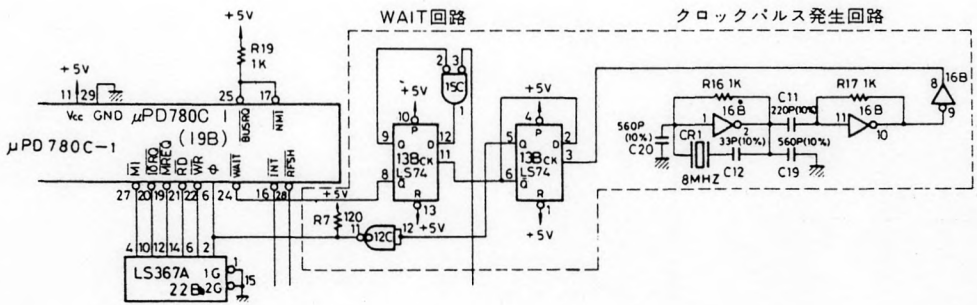 WAIT回路
クロックパルス発生回路
+5V
R19
1K
+5V
11
29
25
17
Vcc GND μPD780C-1
BUSRQ
NMI
(19B)
μPD780C-1
M1
IORQ
MREQ
RD
WR
Φ
WAIT
INT
RFSH
27
20
19
21
22
6
24
16
28
+5V
R7
120
4
10
12
14
6
2
LS367A
1G
1
22B
2G
15
2
3
15C
1
+5V
10
P
9
Q
D
12
13B
CK
11
LS74
8
Q
R
13
+5V
11
12C
12
+5V
4
P
5
Q
D
2
13B
CK
3
LS74
6
Q
R
1
+5V
R16 1K
16B
1
2
560P
(10%)
C20
CR1
8MHZ
33P(10%)
C12
C11
220P(10%)
560P(10%)
C19
R17 1K
16B
11
10
16B
8
9